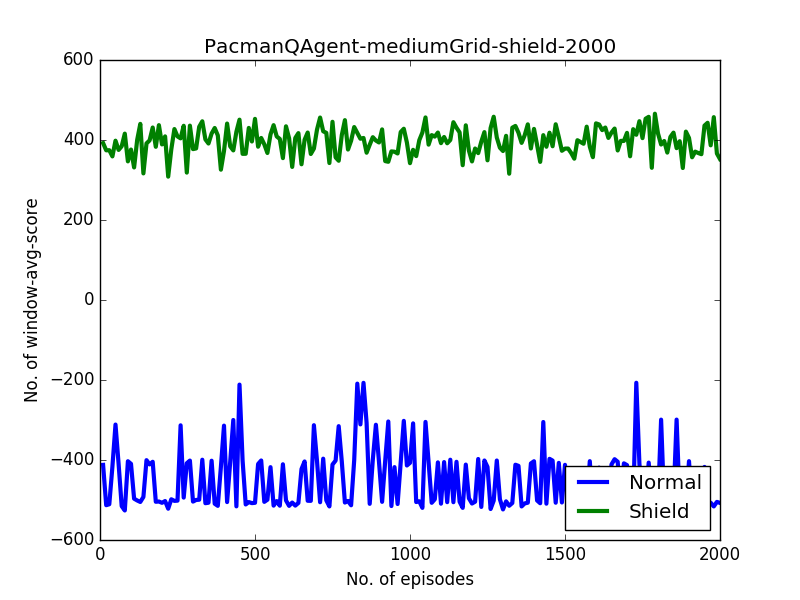 PacmanQAgent-mediumGrid-shield-2000
600
400
200
0
−200
−400
−600
No. of window-avg-score
Normal
Shield
0 500 1000 1500 2000
No. of episodes